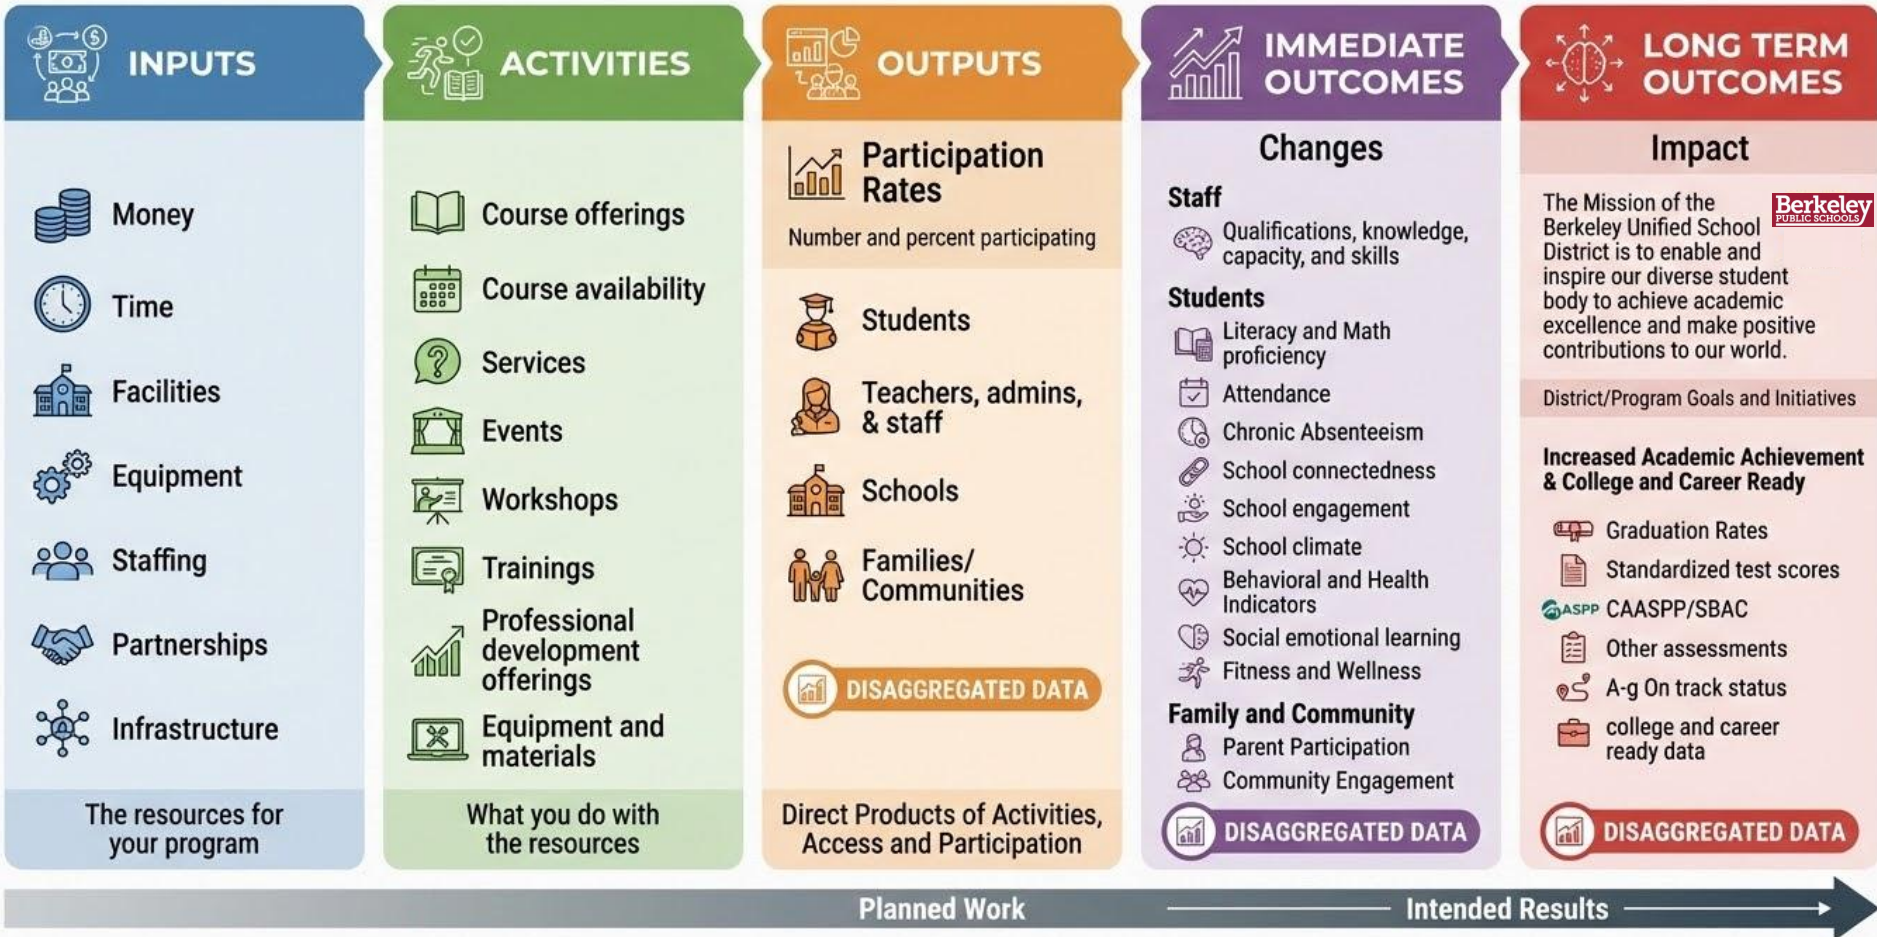 INPUTS
Money
Time
Facilities
Equipment
Staffing
Partnerships
Infrastructure
The resources for
your program
ACTIVITIES
Course offerings
Course availability
Services
Events
Workshops
Trainings
Professional
development
offerings
Equipment and
materials
What you do with
the resources
OUTPUTS
Participation
Rates
Number and percent participating
Students
Teachers, admins,
& staff
Schools
Families/
Communities
DISAGGREGATED DATA
Direct Products of Activities,
Access and Participation
IMMEDIATE
OUTCOMES
Changes
Staff
Qualifications, knowledge,
capacity, and skills
Students
Literacy and Math
proficiency
Attendance
Chronic Absenteeism
School connectedness
School engagement
School climate
Behavioral and Health
Indicators
Social emotional learning
Fitness and Wellness
Family and Community
Parent Participation
Community Engagement
DISAGGREGATED DATA
LONG TERM
OUTCOMES
Impact
The Mission of the
Berkeley Unified School
District is to enable and
inspire our diverse student
body to achieve academic
excellence and make positive
contributions to our world.
Berkeley
PUBLIC SCHOOLS
District/Program Goals and Initiatives
Increased Academic Achievement
& College and Career Ready
Graduation Rates
Standardized test scores
ASPP CAASPP/SBAC
Other assessments
A-g On track status
college and career
ready data
DISAGGREGATED DATA
Planned Work
Intended Results